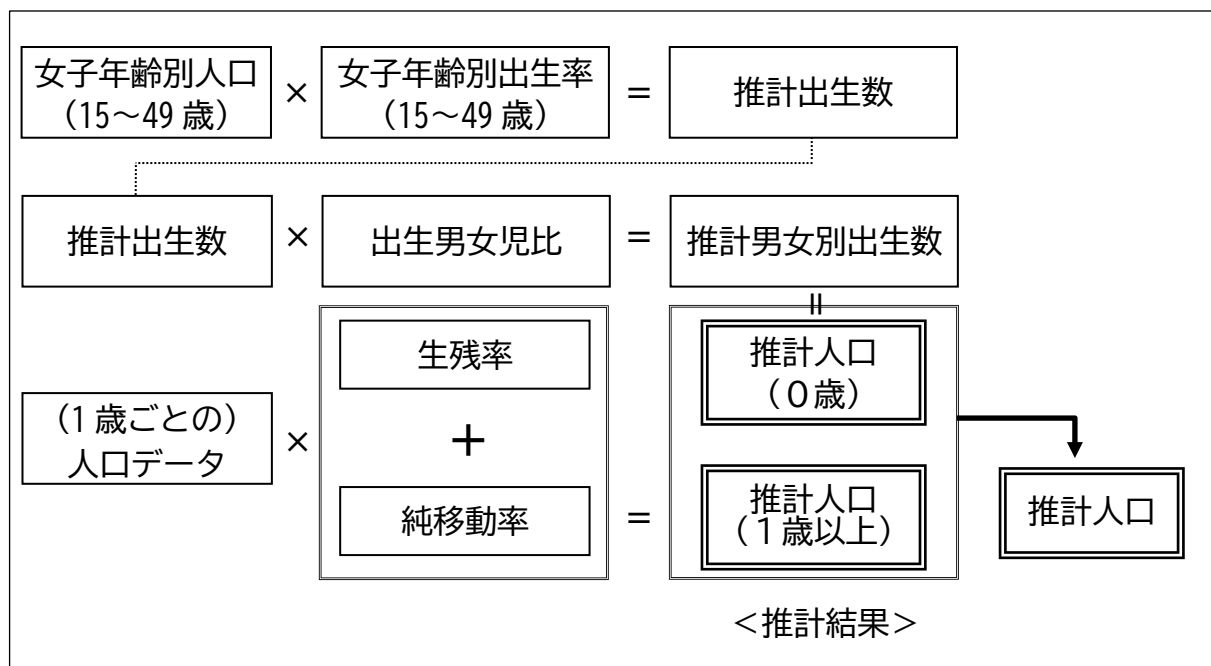 女子年齢別人口
（15～49 歳）
×
女子年齢別出生率
（15～49 歳）
＝
推計出生数
推計出生数
×
出生男女児比
＝
推計男女別出生数
＝
（1 歳ごとの）
人口データ
×
生残率
＋
純移動率
＝
推計人口
（０歳）
推計人口
（１歳以上）
推計人口
＜推計結果＞